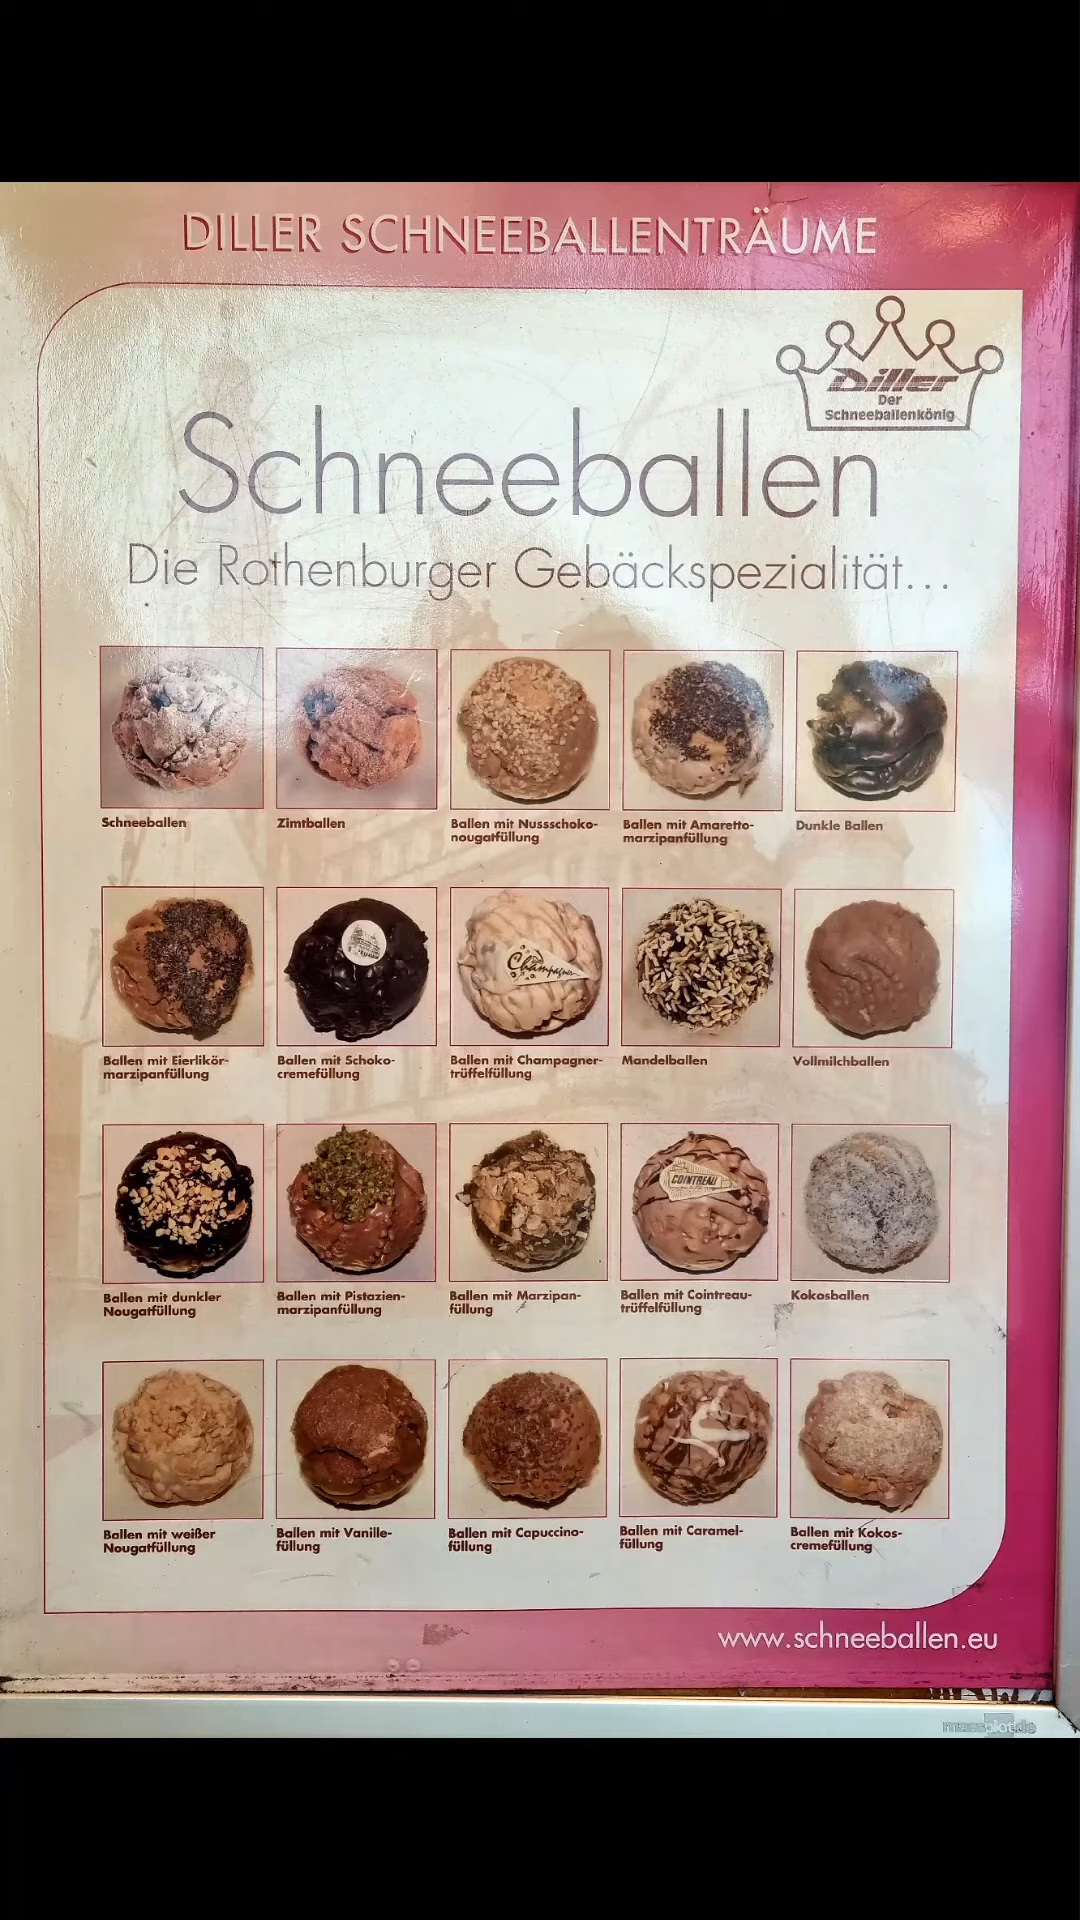 DILLER SCHNEEBALLENTRÄUME
Diller
Der
Schneeballenkönig
Schneeballen
Die Rothenburger Gebäckspezialität...
Schneeballen
Zimtballen
Ballen mit Nussschoko-
nougatfüllung
Ballen mit Amaretto-
marzipanfüllung
Dunkle Ballen
Champagner
Ballen mit Eierlikör-
marzipanfüllung
Ballen mit Schoko-
cremefüllung
Ballen mit Champagner-
trüffelfüllung
Mandelballen
Vollmilchballen
COINTREAU
Ballen mit dunkler
Nougatfüllung
Ballen mit Pistazien-
marzipanfüllung
Ballen mit Marzipan-
füllung
Ballen mit Cointreau-
trüffelfüllung
Kokosballen
Ballen mit weißer
Nougatfüllung
Ballen mit Vanille-
füllung
Ballen mit Capuccino-
füllung
Ballen mit Caramel-
füllung
Ballen mit Kokos-
cremefüllung
www.schneeballen.eu